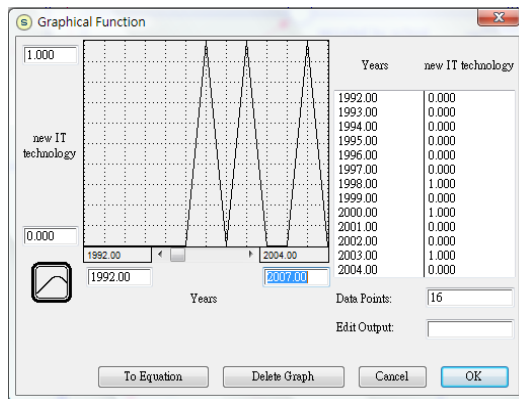 Graphical Function
1.000
new IT
technology
0.000
1992.00
2004.00
1992.00
2007.00
Years
Years new IT technology
1992.00 0.000
1993.00 0.000
1994.00 0.000
1995.00 0.000
1996.00 0.000
1997.00 0.000
1998.00 1.000
1999.00 0.000
2000.00 1.000
2001.00 0.000
2002.00 0.000
2003.00 1.000
2004.00 0.000
Data Points: 16
Edit Output:
To Equation
Delete Graph
Cancel
OK